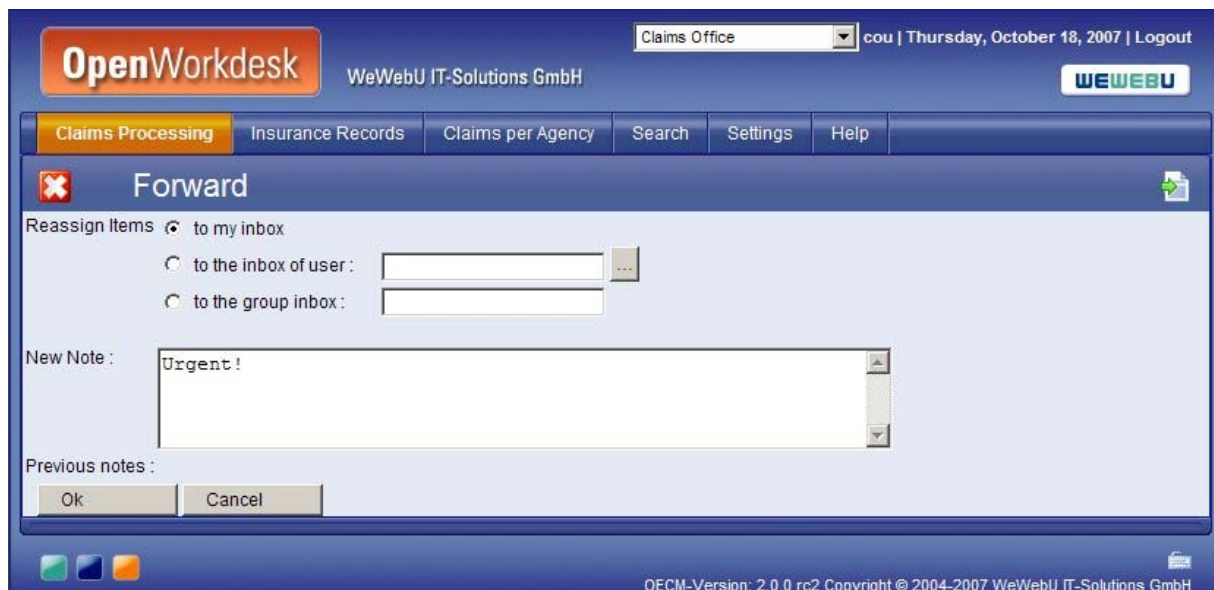 Claims Office cou | Thursday, October 18, 2007 | Logout
OpenWorkdesk WeWebU IT-Solutions GmbH WEWEBU
Claims Processing Insurance Records Claims per Agency Search Settings Help
Forward
Reassign Items to my inbox
to the inbox of user : ...
to the group inbox :
New Note : Urgent!
Previous notes :
Ok Cancel
OECM-Version: 2.0.0 rc2 Copyright © 2004-2007 WeWebU IT-Solutions GmbH